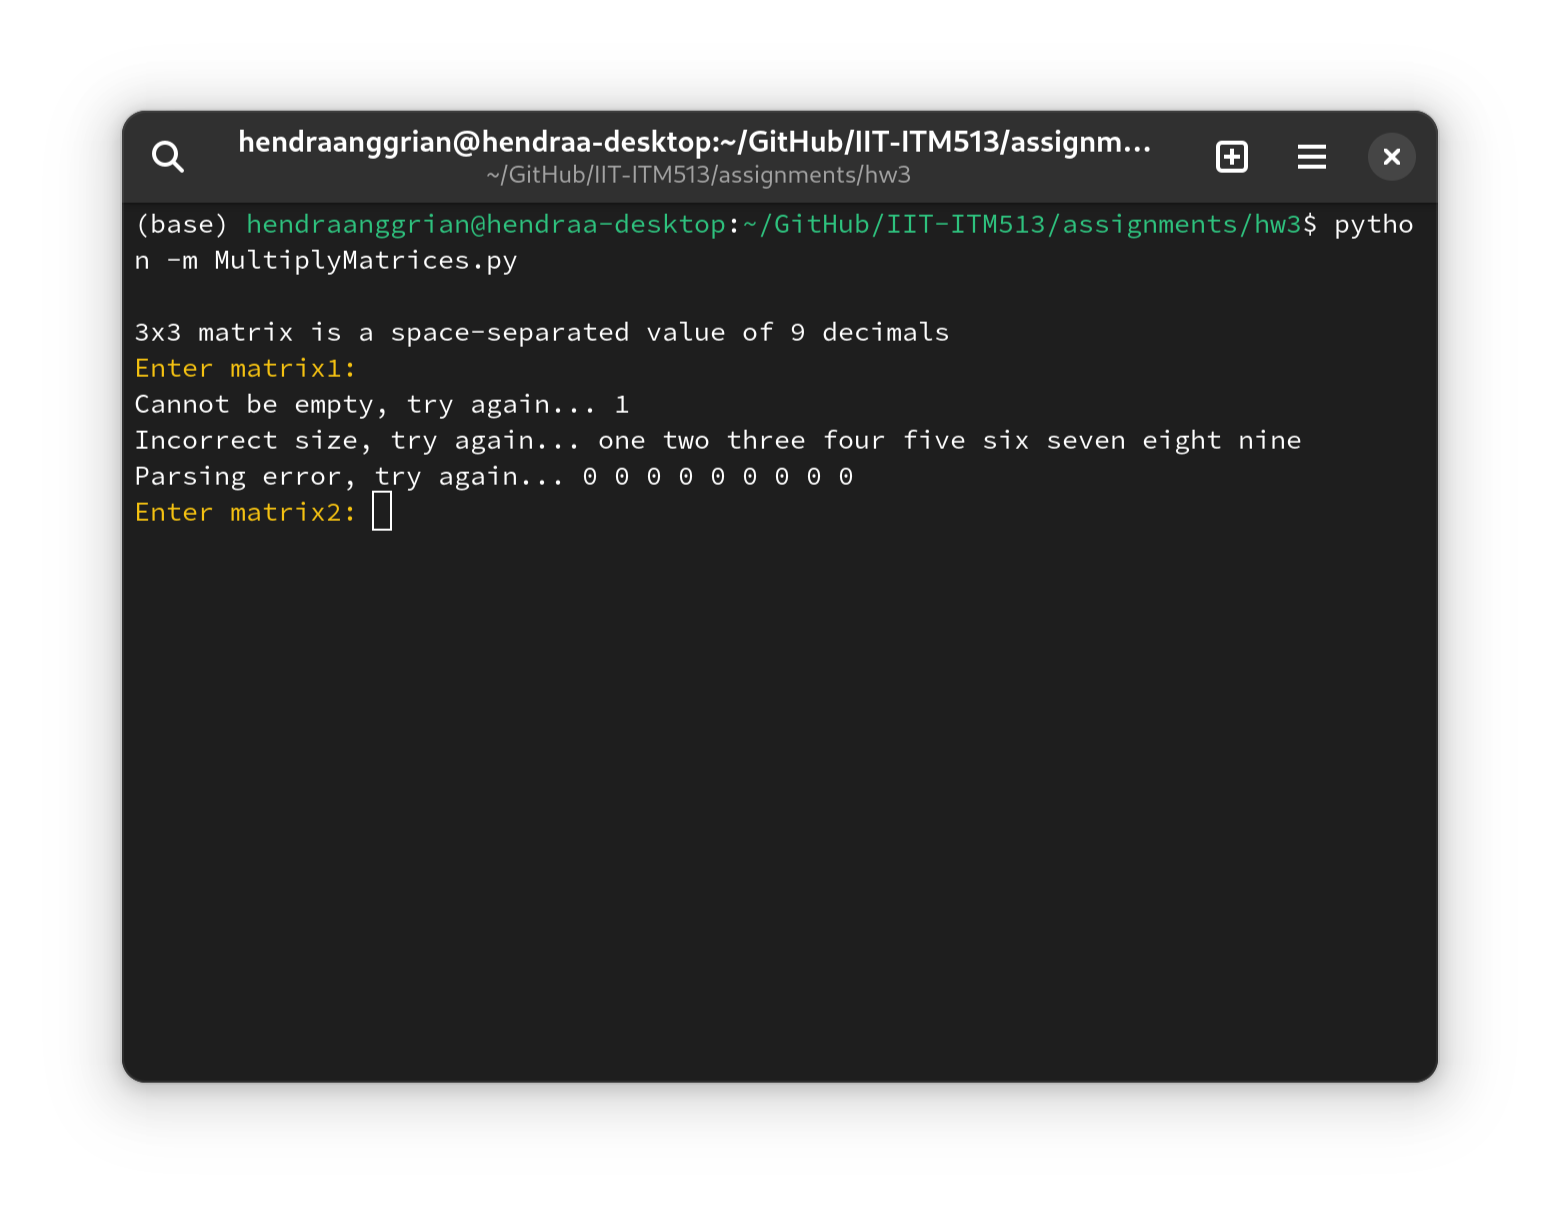 hendraanggrian@hendraa-desktop:~/GitHub/IIT-ITM513/assignm...
~/GitHub/IIT-ITM513/assignments/hw3
(base) hendraanggrian@hendraa-desktop:~/GitHub/IIT-ITM513/assignments/hw3$ pytho
n -m MultiplyMatrices.py
3x3 matrix is a space-separated value of 9 decimals
Enter matrix1:
Cannot be empty, try again... 1
Incorrect size, try again... one two three four five six seven eight nine
Parsing error, try again... 0 0 0 0 0 0 0 0 0
Enter matrix2: